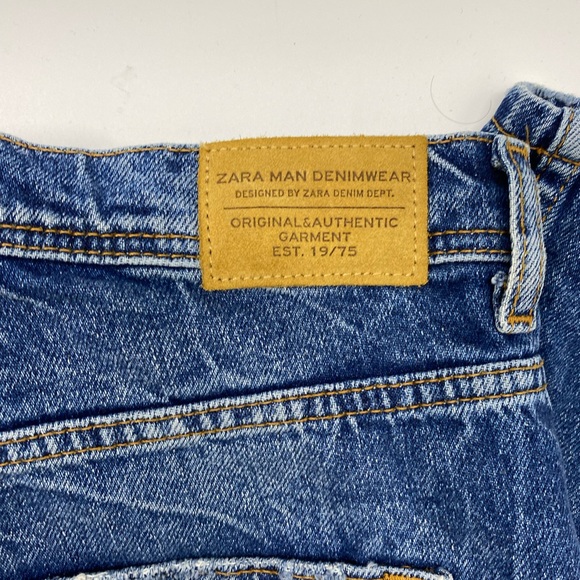 ZARA MAN DENIMWEAR.
DESIGNED BY ZARA DENIM DEPT.
ORIGINAL&AUTHENTIC
GARMENT
EST. 19/75